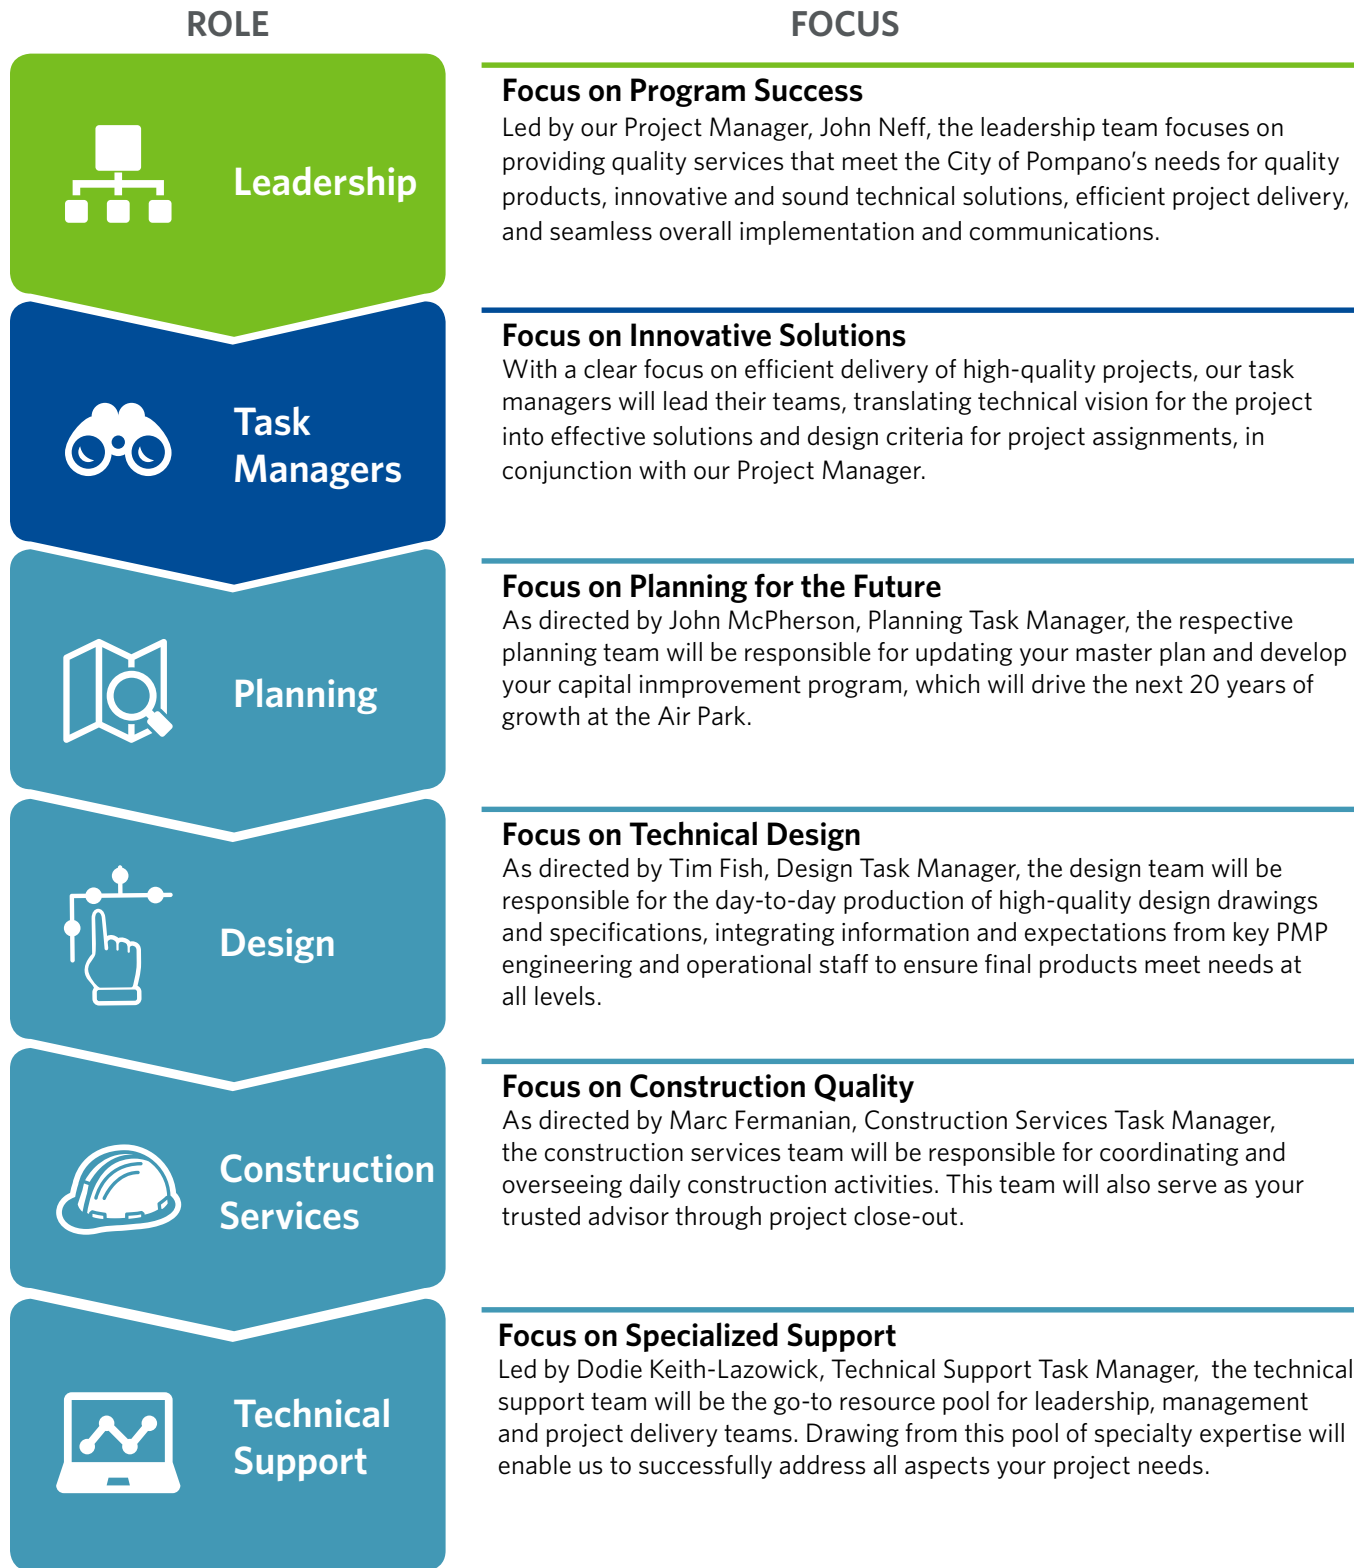 ROLE
FOCUS
Leadership
Focus on Program Success
Led by our Project Manager, John Neff, the leadership team focuses on
providing quality services that meet the City of Pompano’s needs for quality
products, innovative and sound technical solutions, efficient project delivery,
and seamless overall implementation and communications.
Task
Managers
Focus on Innovative Solutions
With a clear focus on efficient delivery of high-quality projects, our task
managers will lead their teams, translating technical vision for the project
into effective solutions and design criteria for project assignments, in
conjunction with our Project Manager.
Planning
Focus on Planning for the Future
As directed by John McPherson, Planning Task Manager, the respective
planning team will be responsible for updating your master plan and develop
your capital inmprovement program, which will drive the next 20 years of
growth at the Air Park.
Design
Focus on Technical Design
As directed by Tim Fish, Design Task Manager, the design team will be
responsible for the day-to-day production of high-quality design drawings
and specifications, integrating information and expectations from key PMP
engineering and operational staff to ensure final products meet needs at
all levels.
Construction
Services
Focus on Construction Quality
As directed by Marc Fermanian, Construction Services Task Manager,
the construction services team will be responsible for coordinating and
overseeing daily construction activities. This team will also serve as your
trusted advisor through project close-out.
Technical
Support
Focus on Specialized Support
Led by Dodie Keith-Lazowick, Technical Support Task Manager,  the technical
support team will be the go-to resource pool for leadership, management
and project delivery teams. Drawing from this pool of specialty expertise will
enable us to successfully address all aspects your project needs.